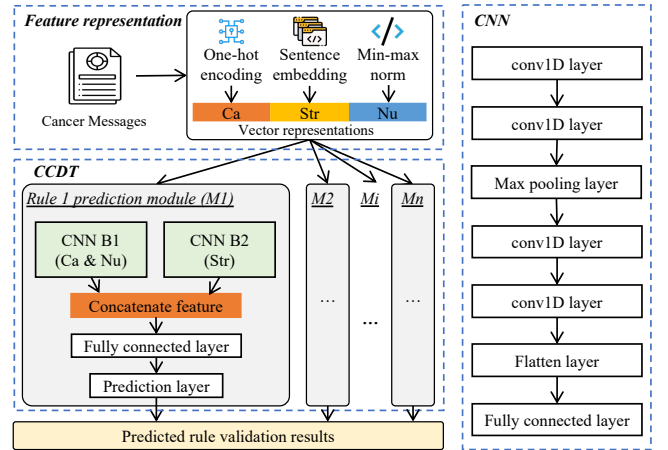 Feature representation
One-hot encoding
Sentence embedding
Min-max norm
Cancer Messages
Ca
Str
Nu
Vector representations
CCDT
Rule 1 prediction module (M1)
M2
Mi
Mn
CNN B1
(Ca & Nu)
CNN B2
(Str)
Concatenate feature
Fully connected layer
Prediction layer
...
...
...
Predicted rule validation results
CNN
conv1D layer
conv1D layer
Max pooling layer
conv1D layer
conv1D layer
Flatten layer
Fully connected layer